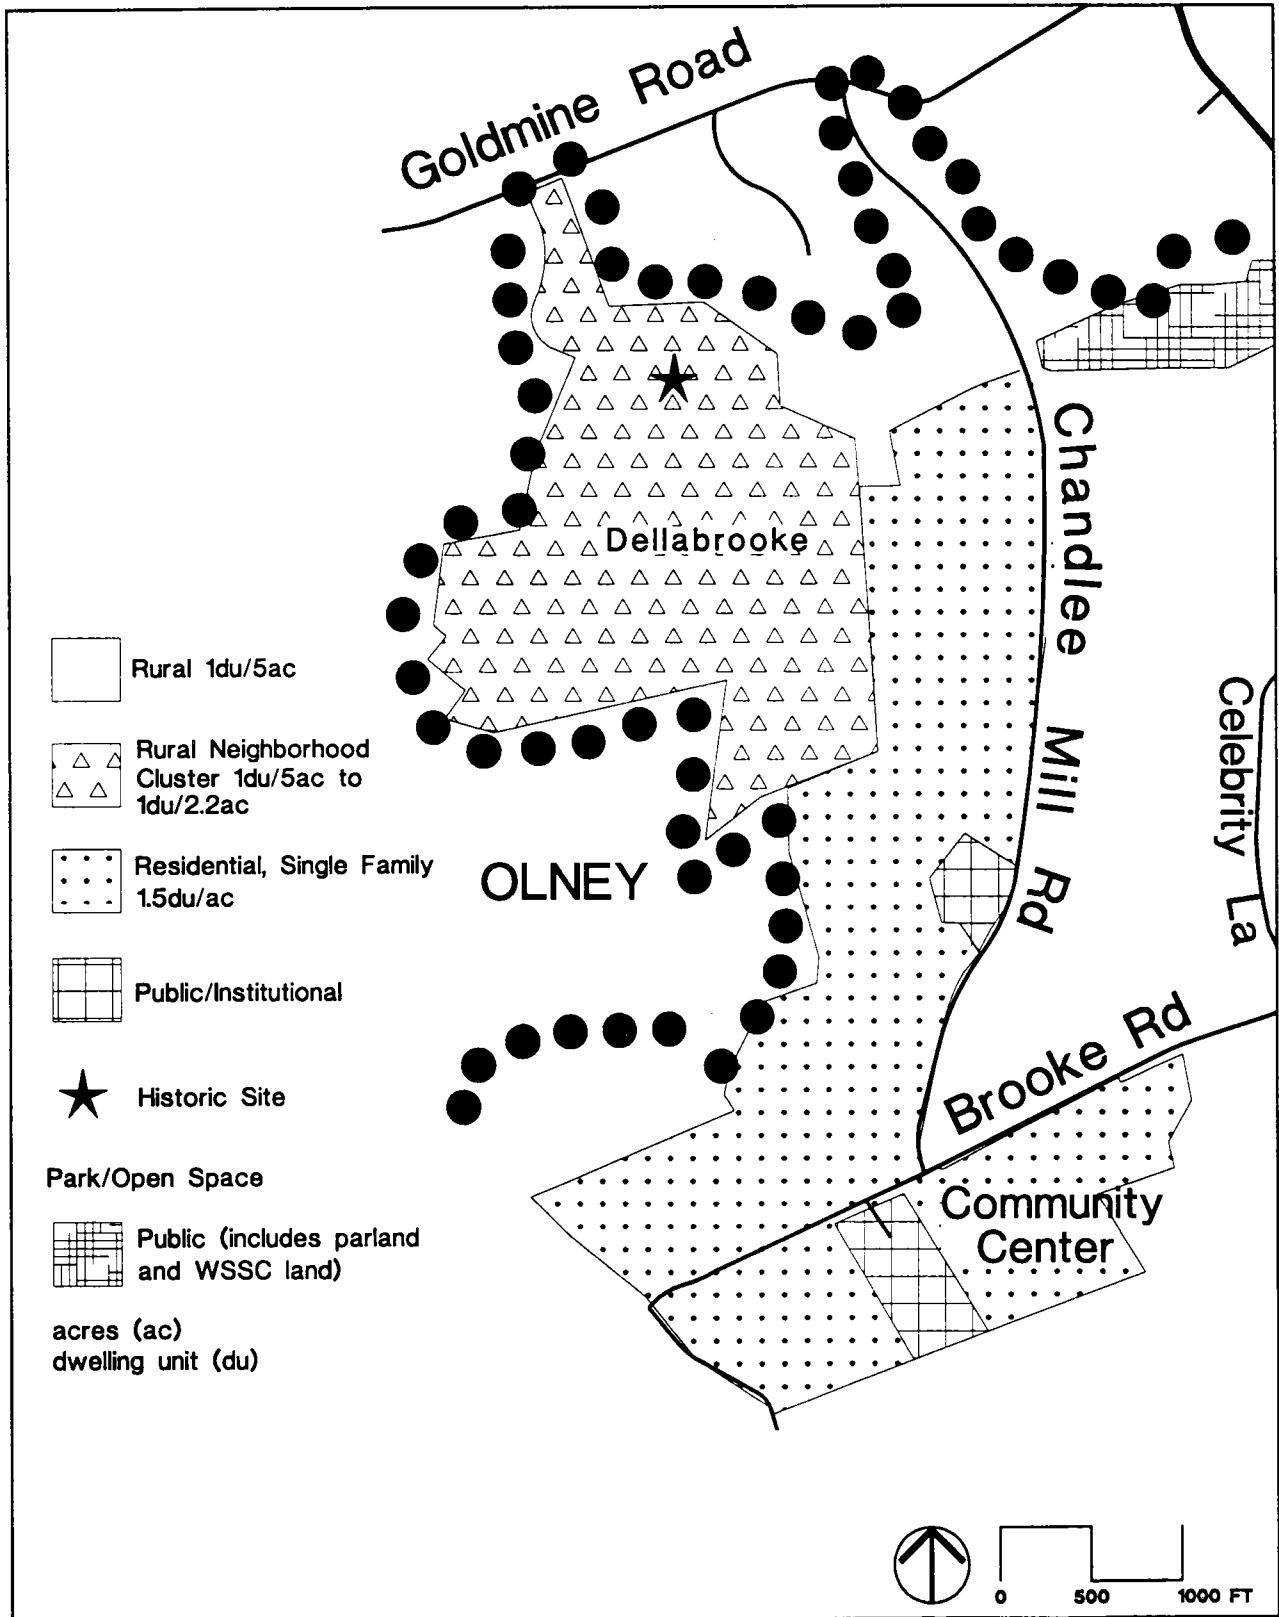 Goldmine Road
Chandlee Mill Rd
Dellabrooke
Celebrity La
OLNEY
Brooke Rd
Community
Center
Rural 1du/5ac
Rural Neighborhood
Cluster 1du/5ac to
1du/2.2ac
Residential, Single Family
1.5du/ac
Public/Institutional
Historic Site
Park/Open Space
Public (includes parland
and WSSC land)
acres (ac)
dwelling unit (du)
0 500 1000 FT